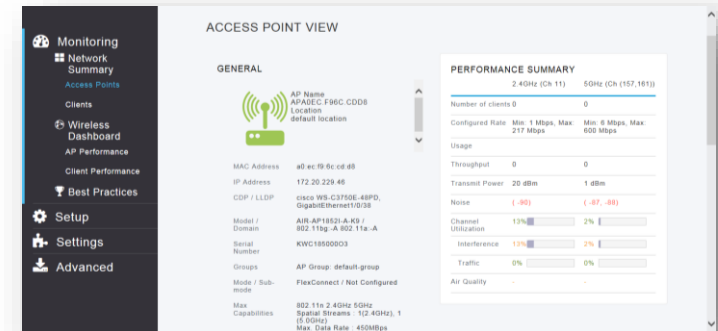 Monitoring
Network
Summary
Access Points
Clients
Wireless
Dashboard
AP Performance
Client Performance
Best Practices
Setup
Settings
Advanced
ACCESS POINT VIEW
GENERAL
AP Name
APA0EC.F96C.CDD8
Location
default location
MAC Address a0:ec:f9:6c:cd:d8
IP Address 172.20.229.46
CDP / LLDP cisco WS-C3750E-48PD,
GigabitEthernet1/0/38
Model / AIR-AP1852I-A-K9 /
Domain 802.11bg:-A 802.11a:-A
Serial KWC185000O3
Number
Groups AP Group: default-group
Mode / Sub- FlexConnect / Not Configured
mode
Max 802.11n 2.4GHz 5GHz
Capabilities Spatial Streams : 1(2.4GHz), 1
(5.0GHz)
Max. Data Rate : 450MBps
PERFORMANCE SUMMARY
2.4GHz (Ch 11) 5GHz (Ch (157,161))
Number of clients 0 0
Configured Rate Min: 1 Mbps, Max: Min: 6 Mbps, Max:
217 Mbps 600 Mbps
Usage
Throughput 0 0
Transmit Power 20 dBm 1 dBm
Noise ( -90) ( -97, -98)
Channel 13% 2%
Utilization
Interference 13% 2%
Traffic 0% 0%
Air Quality - -